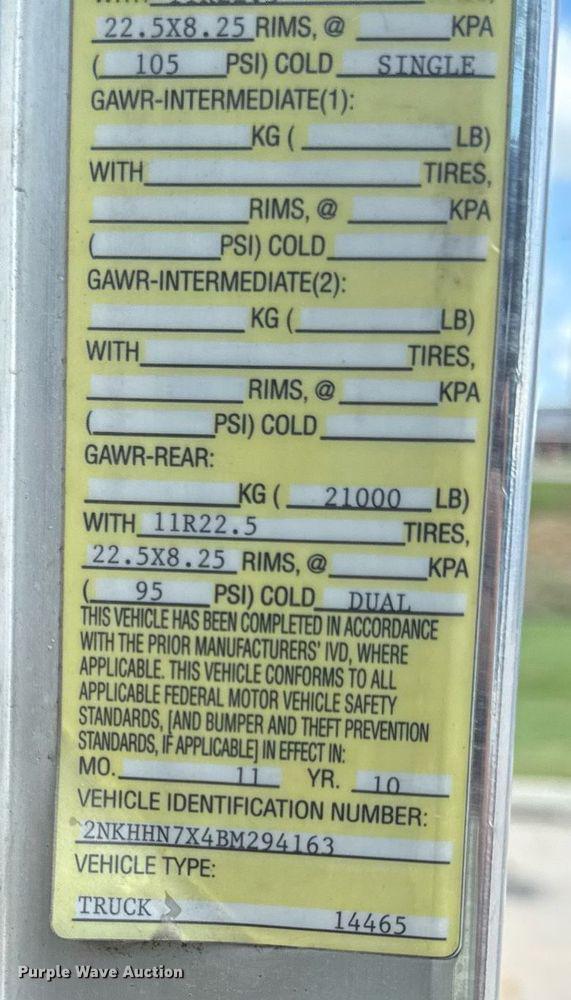 22.5X8.25 RIMS, @ KPA
( 105 PSI) COLD SINGLE
GAWR-INTERMEDIATE(1):
KG ( LB)
WITH TIRES,
RIMS, @ KPA
( PSI) COLD
GAWR-INTERMEDIATE(2):
KG ( LB)
WITH TIRES,
RIMS, @ KPA
( PSI) COLD
GAWR-REAR:
KG ( 21000 LB)
WITH 11R22.5 TIRES,
22.5X8.25 RIMS, @ KPA
( 95 PSI) COLD DUAL
THIS VEHICLE HAS BEEN COMPLETED IN ACCORDANCE
WITH THE PRIOR MANUFACTURERS' IVD, WHERE
APPLICABLE. THIS VEHICLE CONFORMS TO ALL
APPLICABLE FEDERAL MOTOR VEHICLE SAFETY
STANDARDS, [AND BUMPER AND THEFT PREVENTION
STANDARDS, IF APPLICABLE] IN EFFECT IN:
MO. 11 YR. 10
VEHICLE IDENTIFICATION NUMBER:
2NKHHN7X4BM294163
VEHICLE TYPE:
TRUCK 14465
Purple Wave Auction